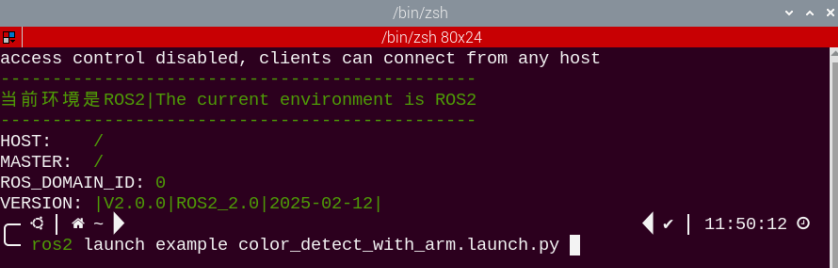 /bin/zsh
/bin/zsh 80x24
access control disabled, clients can connect from any host
-----------------------------------------------
当前环境是ROS2|The current environment is ROS2
-----------------------------------------------
HOST: /
MASTER: /
ROS_DOMAIN_ID: 0
VERSION: |V2.0.0|ROS2_2.0|2025-02-12|
~ ✔ 11:50:12
ros2 launch example color_detect_with_arm.launch.py